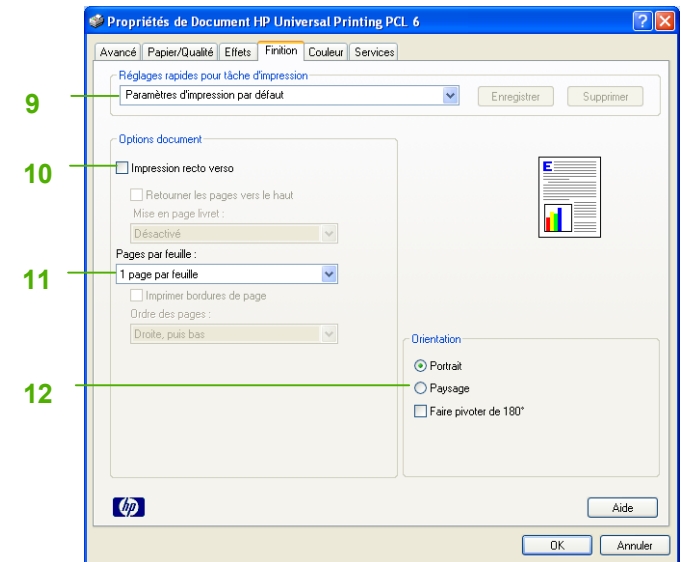 Propriétés de Document HP Universal Printing PCL 6
Avancé Papier/Qualité Effets Finition Couleur Services
Réglages rapides pour tâche d'impression
9
Paramètres d'impression par défaut
Enregistrer Supprimer
Options document
10
Impression recto verso
Retourner les pages vers le haut
Mise en page livret :
Désactivé
Pages par feuille :
11
1 page par feuille
Imprimer bordures de page
Ordre des pages :
Droite, puis bas
Orientation
Portrait
12
Paysage
Faire pivoter de 180°
E
hp
Aide
OK Annuler